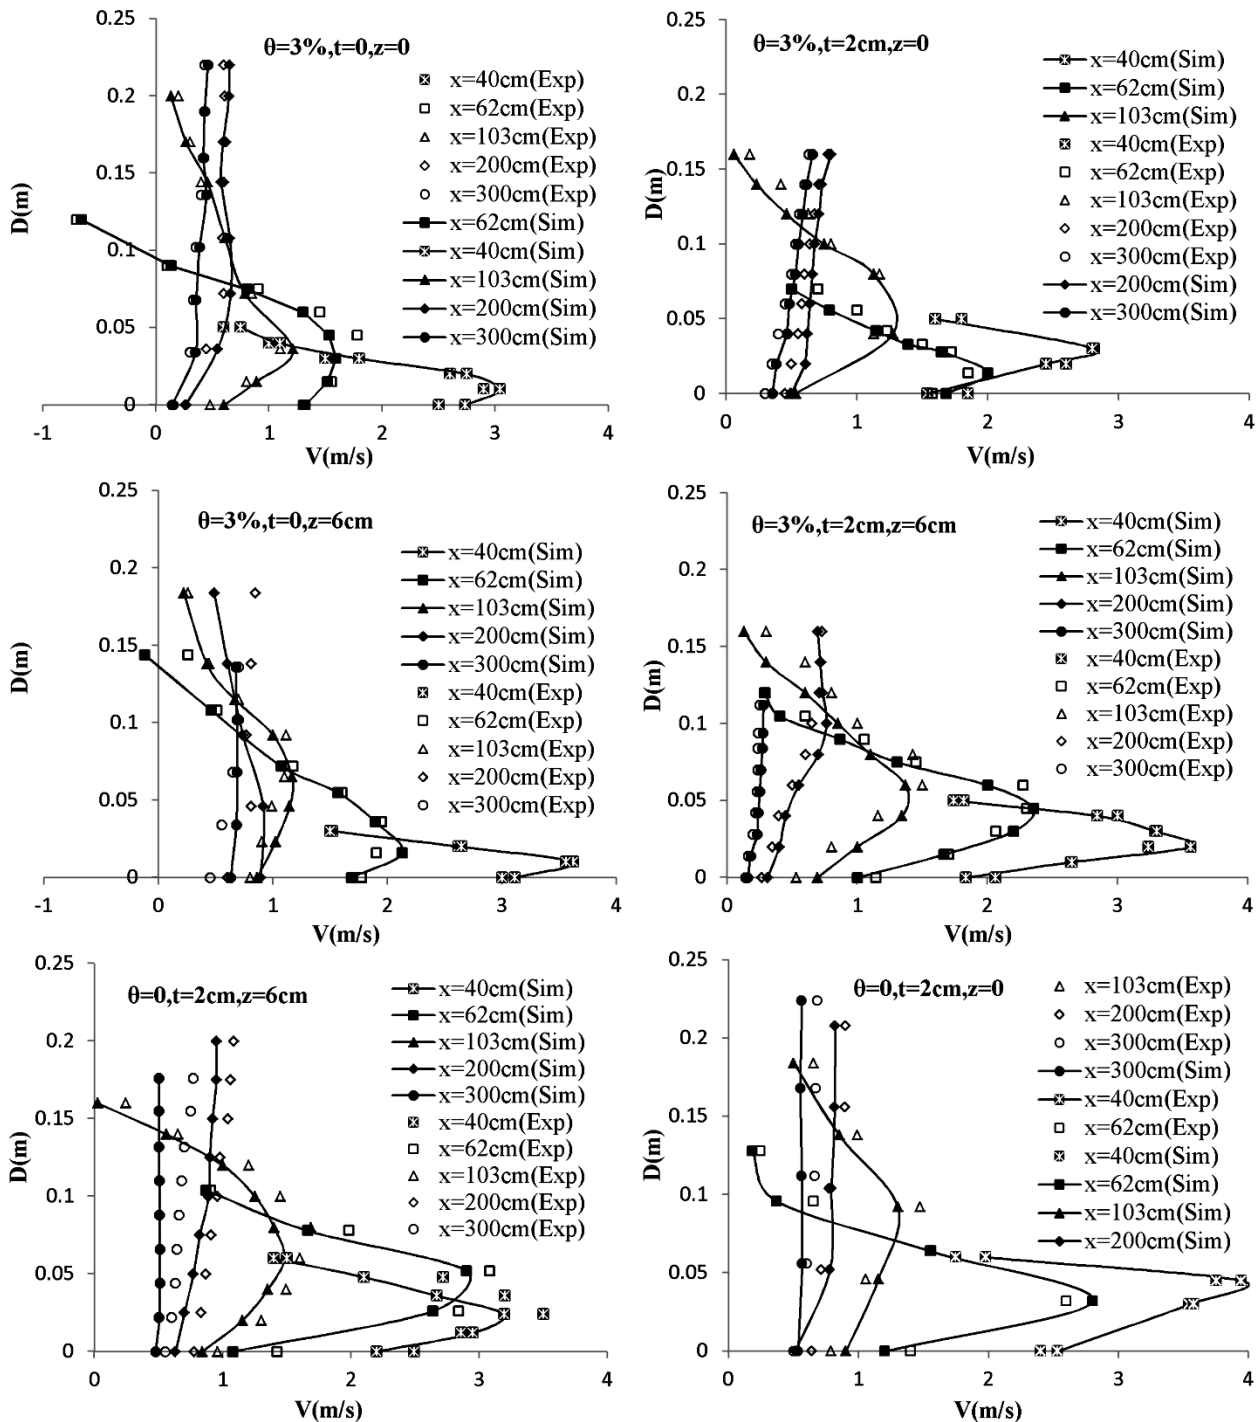 θ=3%,t=0,z=0
0.25
0.2
0.15
0.1
0.05
0
D(m)
-1
0
1
2
3
4
V(m/s)
x=40cm(Exp)
x=62cm(Exp)
x=103cm(Exp)
x=200cm(Exp)
x=300cm(Exp)
x=62cm(Sim)
x=40cm(Sim)
x=103cm(Sim)
x=200cm(Sim)
x=300cm(Sim)
θ=3%,t=2cm,z=0
0.25
0.2
0.15
0.1
0.05
0
D(m)
0
1
2
3
4
V(m/s)
x=40cm(Sim)
x=62cm(Sim)
x=103cm(Sim)
x=40cm(Exp)
x=62cm(Exp)
x=103cm(Exp)
x=200cm(Exp)
x=300cm(Exp)
x=200cm(Sim)
x=300cm(Sim)
θ=3%,t=0,z=6cm
0.25
0.2
0.15
0.1
0.05
0
D(m)
-1
0
1
2
3
4
V(m/s)
x=40cm(Sim)
x=62cm(Sim)
x=103cm(Sim)
x=200cm(Sim)
x=300cm(Sim)
x=40cm(Exp)
x=62cm(Exp)
x=103cm(Exp)
x=200cm(Exp)
x=300cm(Exp)
θ=3%,t=2cm,z=6cm
0.25
0.2
0.15
0.1
0.05
0
D(m)
0
1
2
3
4
V(m/s)
x=40cm(Sim)
x=62cm(Sim)
x=103cm(Sim)
x=200cm(Sim)
x=300cm(Sim)
x=40cm(Exp)
x=62cm(Exp)
x=103cm(Exp)
x=200cm(Exp)
x=300cm(Exp)
θ=0,t=2cm,z=6cm
0.25
0.2
0.15
0.1
0.05
0
D(m)
0
1
2
3
4
V(m/s)
x=40cm(Sim)
x=62cm(Sim)
x=103cm(Sim)
x=200cm(Sim)
x=300cm(Sim)
x=40cm(Exp)
x=62cm(Exp)
x=103cm(Exp)
x=200cm(Exp)
x=300cm(Exp)
θ=0,t=2cm,z=0
0.25
0.2
0.15
0.1
0.05
0
D(m)
0
1
2
3
4
V(m/s)
x=103cm(Exp)
x=200cm(Exp)
x=300cm(Exp)
x=300cm(Sim)
x=40cm(Exp)
x=62cm(Exp)
x=40cm(Sim)
x=62cm(Sim)
x=103cm(Sim)
x=200cm(Sim)